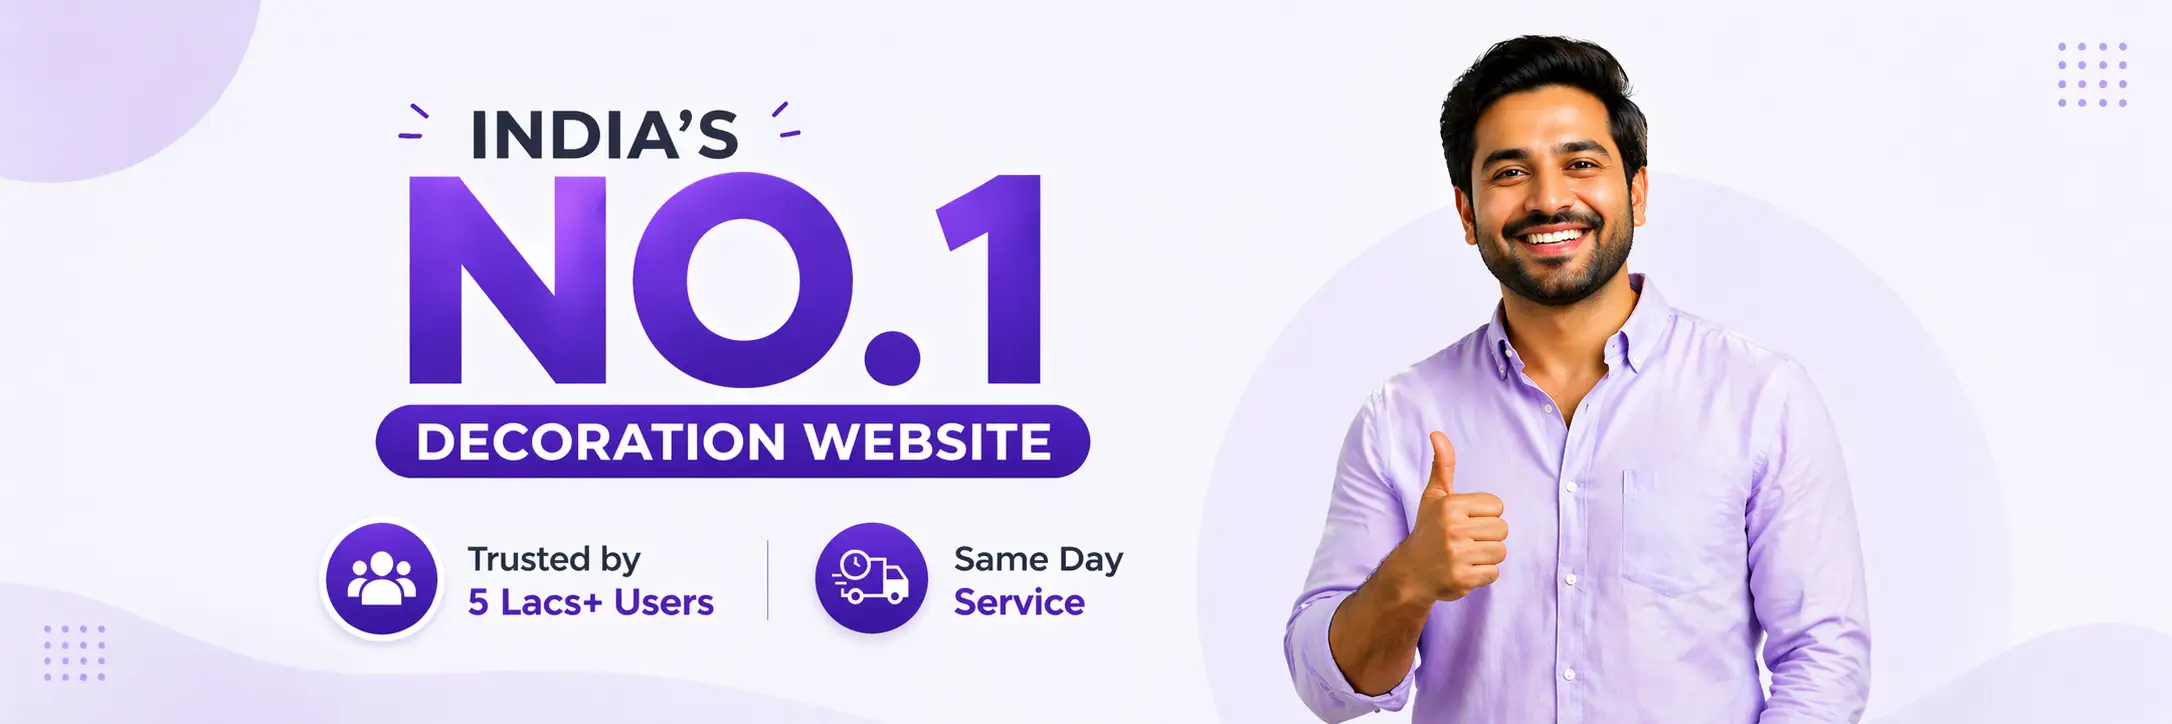 INDIA'S
NO.1
DECORATION WEBSITE
Trusted by
5 Lacs+ Users
Same Day
Service